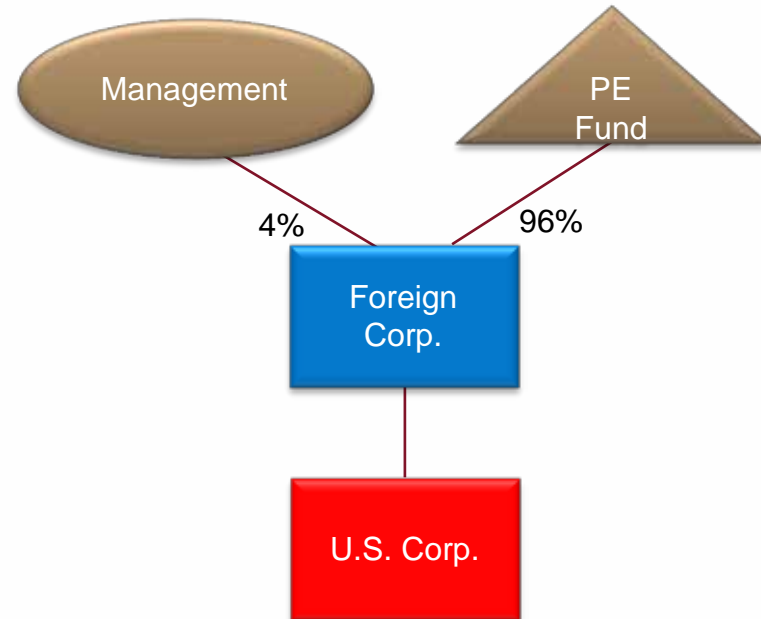 Management
PE
Fund
4%
96%
Foreign
Corp.
U.S. Corp.